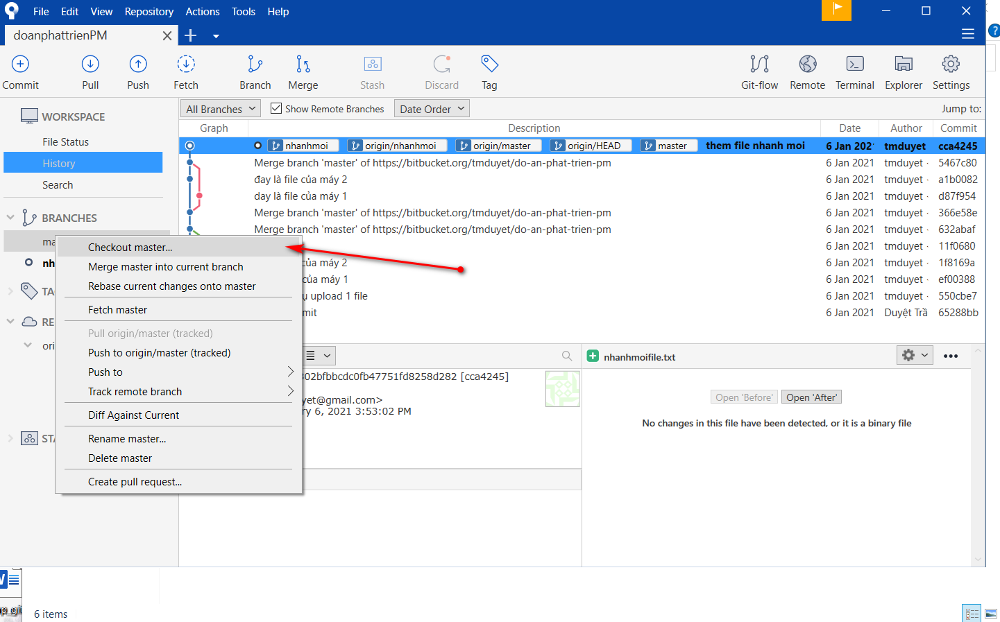 File Edit View Repository Actions Tools Help
doanphattrienPM
Commit Pull Push Fetch Branch Merge Stash Discard Tag Git-flow Remote Terminal Explorer Settings
WORKSPACE
File Status
History
Search
BRANCHES
All Branches Show Remote Branches Date Order Jump to:
Graph Description Date Author Commit
nhanhmoi origin/nhanhmoi origin/master origin/HEAD master them file nhanh moi 6 Jan 202 tmduyet cca4245
Merge branch 'master' of https://bitbucket.org/tmduyet/do-an-phat-trien-pm 6 Jan 2021 tmduyet 5467c80
đay là file của máy 2 6 Jan 2021 tmduyet a1b0082
day là file của máy 1 6 Jan 2021 tmduyet d87f954
Merge branch 'master' of https://bitbucket.org/tmduyet/do-an-phat-trien-pm 6 Jan 2021 tmduyet 366e58e
Merge branch 'master' of https://bitbucket.org/tmduyet/do-an-phat-trien-pm 6 Jan 2021 tmduyet 632abaf
6 Jan 2021 tmduyet 11f0680
của máy 2 6 Jan 2021 tmduyet 1f8169a
của máy 1 6 Jan 2021 tmduyet ef00388
upload 1 file 6 Jan 2021 tmduyet 550cbe7
mit 6 Jan 2021 Duyệt Trầ 65288bb
ma
nh
TA
RE
ori
STA
Checkout master...
Merge master into current branch
Rebase current changes onto master
Fetch master
Pull origin/master (tracked)
Push to origin/master (tracked)
Push to
Track remote branch
Diff Against Current
Rename master...
Delete master
Create pull request...
302bfbbcdc0fb47751fd8258d282 [cca4245]
yet@gmail.com>
ry 6, 2021 3:53:02 PM
nhanhmoifile.txt
Open 'Before' Open 'After'
No changes in this file have been detected, or it is a binary file
6 items